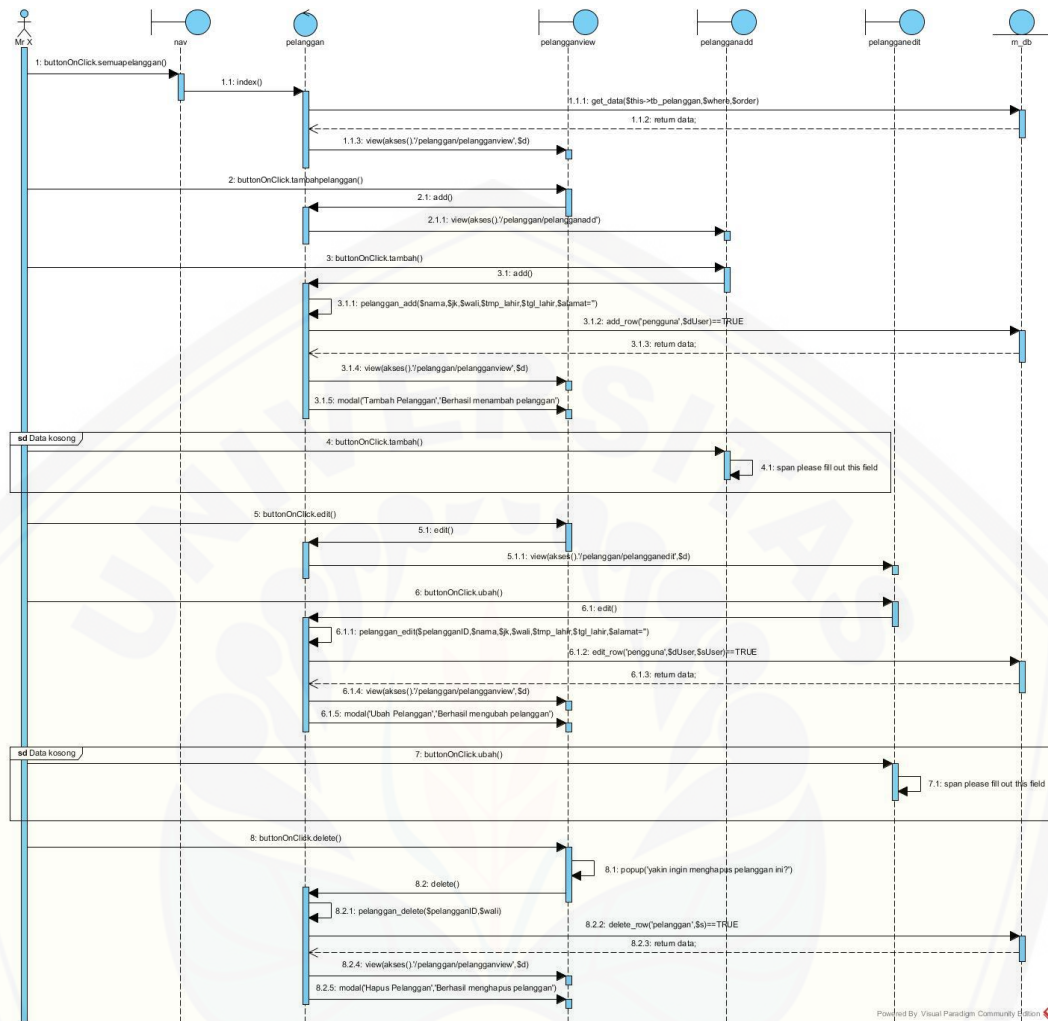 Mr X
nav
pelanggan
pelangganview
pelangganadd
pelangganedit
m_db
1: buttonOnClick.semuapelanggan()
1.1: index()
1.1.1: get_data($this->tb_pelanggan,$where,$order)
1.1.2: return data;
1.1.3: view(akses().'/pelanggan/pelangganview',$d)
2: buttonOnClick.tambahpelanggan()
2.1: add()
2.1.1: view(akses().'/pelanggan/pelangganadd')
3: buttonOnClick.tambah()
3.1: add()
3.1.1: pelanggan_add($nama,$jk,$wali,$tmp_lahir,$tgl_lahir,$alamat='')
3.1.2: add_row('pengguna',$dUser)==TRUE
3.1.3: return data;
3.1.4: view(akses().'/pelanggan/pelangganview',$d)
3.1.5: modal('Tambah Pelanggan','Berhasil menambah pelanggan')
sd Data kosong
4: buttonOnClick.tambah()
4.1: span please fill out this field
5: buttonOnClick.edit()
5.1: edit()
5.1.1: view(akses().'/pelanggan/pelangganedit',$d)
6: buttonOnClick.ubah()
6.1: edit()
6.1.1: pelanggan_edit($pelangganID,$nama,$jk,$wali,$tmp_lahir,$tgl_lahir,$alamat='')
6.1.2: edit_row('pengguna',$dUser,$sUser)==TRUE
6.1.3: return data;
6.1.4: view(akses().'/pelanggan/pelangganview',$d)
6.1.5: modal('Ubah Pelanggan','Berhasil mengubah pelanggan')
sd Data kosong
7: buttonOnClick.ubah()
7.1: span please fill out this field
8: buttonOnClick.delete()
8.1: popup('yakin ingin menghapus pelanggan ini?')
8.2: delete()
8.2.1: pelanggan_delete($pelangganID,$wali)
8.2.2: delete_row('pelanggan',$s)==TRUE
8.2.3: return data;
8.2.4: view(akses().'/pelanggan/pelangganview',$d)
8.2.5: modal('Hapus Pelanggan','Berhasil menghapus pelanggan')
UNIVERSITAS
Powered By Visual Paradigm Community Edition